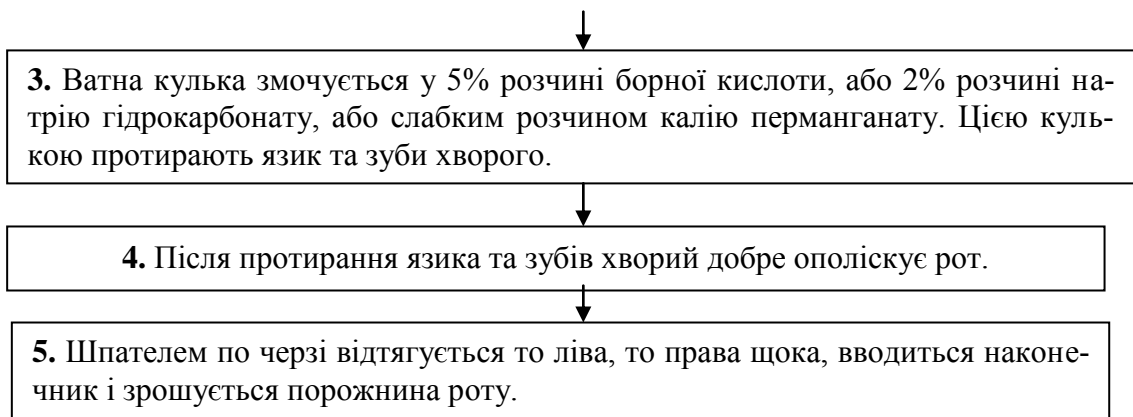 3. Ватна кулька змочується у 5% розчині борної кислоти, або 2% розчині на-
трію гідрокарбонату, або слабким розчином калію перманганату. Цією куль-
кою протирають язик та зуби хворого.
4. Після протирання язика та зубів хворий добре ополіскує рот.
5. Шпателем по черзі відтягується то ліва, то права щока, вводиться наконе-
чник і зрошується порожнина роту.